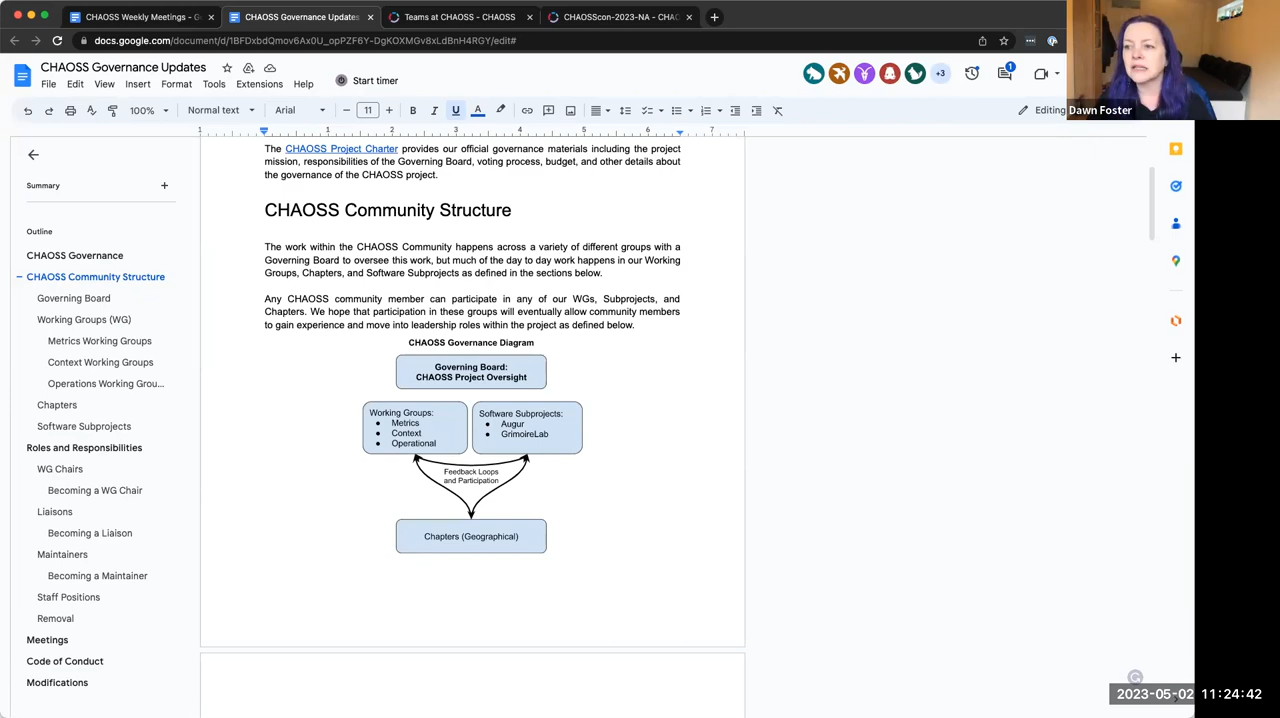 CHAOSS Weekly Meetings - G
CHAOSS Governance Updates
Teams at CHAOSS - CHAOSS
CHAOSScon-2023-NA - CHAO
docs.google.com/document/d/1BFDxbdQmov6Ax0U_opPZF6Y-DgKOXMGv8xLdBnH4RGY/edit#
CHAOSS Governance Updates
File Edit View Insert Format Tools Extensions Help
Start timer
+3
1
100%
Normal text
Arial
11
Editing
Dawn Foster
1 1 2 3 4 5 6 7
Summary
Outline
CHAOSS Governance
CHAOSS Community Structure
Governing Board
Working Groups (WG)
Metrics Working Groups
Context Working Groups
Operations Working Grou...
Chapters
Software Subprojects
Roles and Responsibilities
WG Chairs
Becoming a WG Chair
Liaisons
Becoming a Liaison
Maintainers
Becoming a Maintainer
Staff Positions
Removal
Meetings
Code of Conduct
Modifications
The CHAOSS Project Charter provides our official governance materials including the project
mission, responsibilities of the Governing Board, voting process, budget, and other details about
the governance of the CHAOSS project.
CHAOSS Community Structure
The work within the CHAOSS Community happens across a variety of different groups with a
Governing Board to oversee this work, but much of the day to day work happens in our Working
Groups, Chapters, and Software Subprojects as defined in the sections below.
Any CHAOSS community member can participate in any of our WGs, Subprojects, and
Chapters. We hope that participation in these groups will eventually allow community members
to gain experience and move into leadership roles within the project as defined below.
CHAOSS Governance Diagram
Governing Board:
CHAOSS Project Oversight
Working Groups:
● Metrics
● Context
● Operational
Software Subprojects:
● Augur
● GrimoireLab
Feedback Loops
and Participation
Chapters (Geographical)
2023-05-02 11:24:42